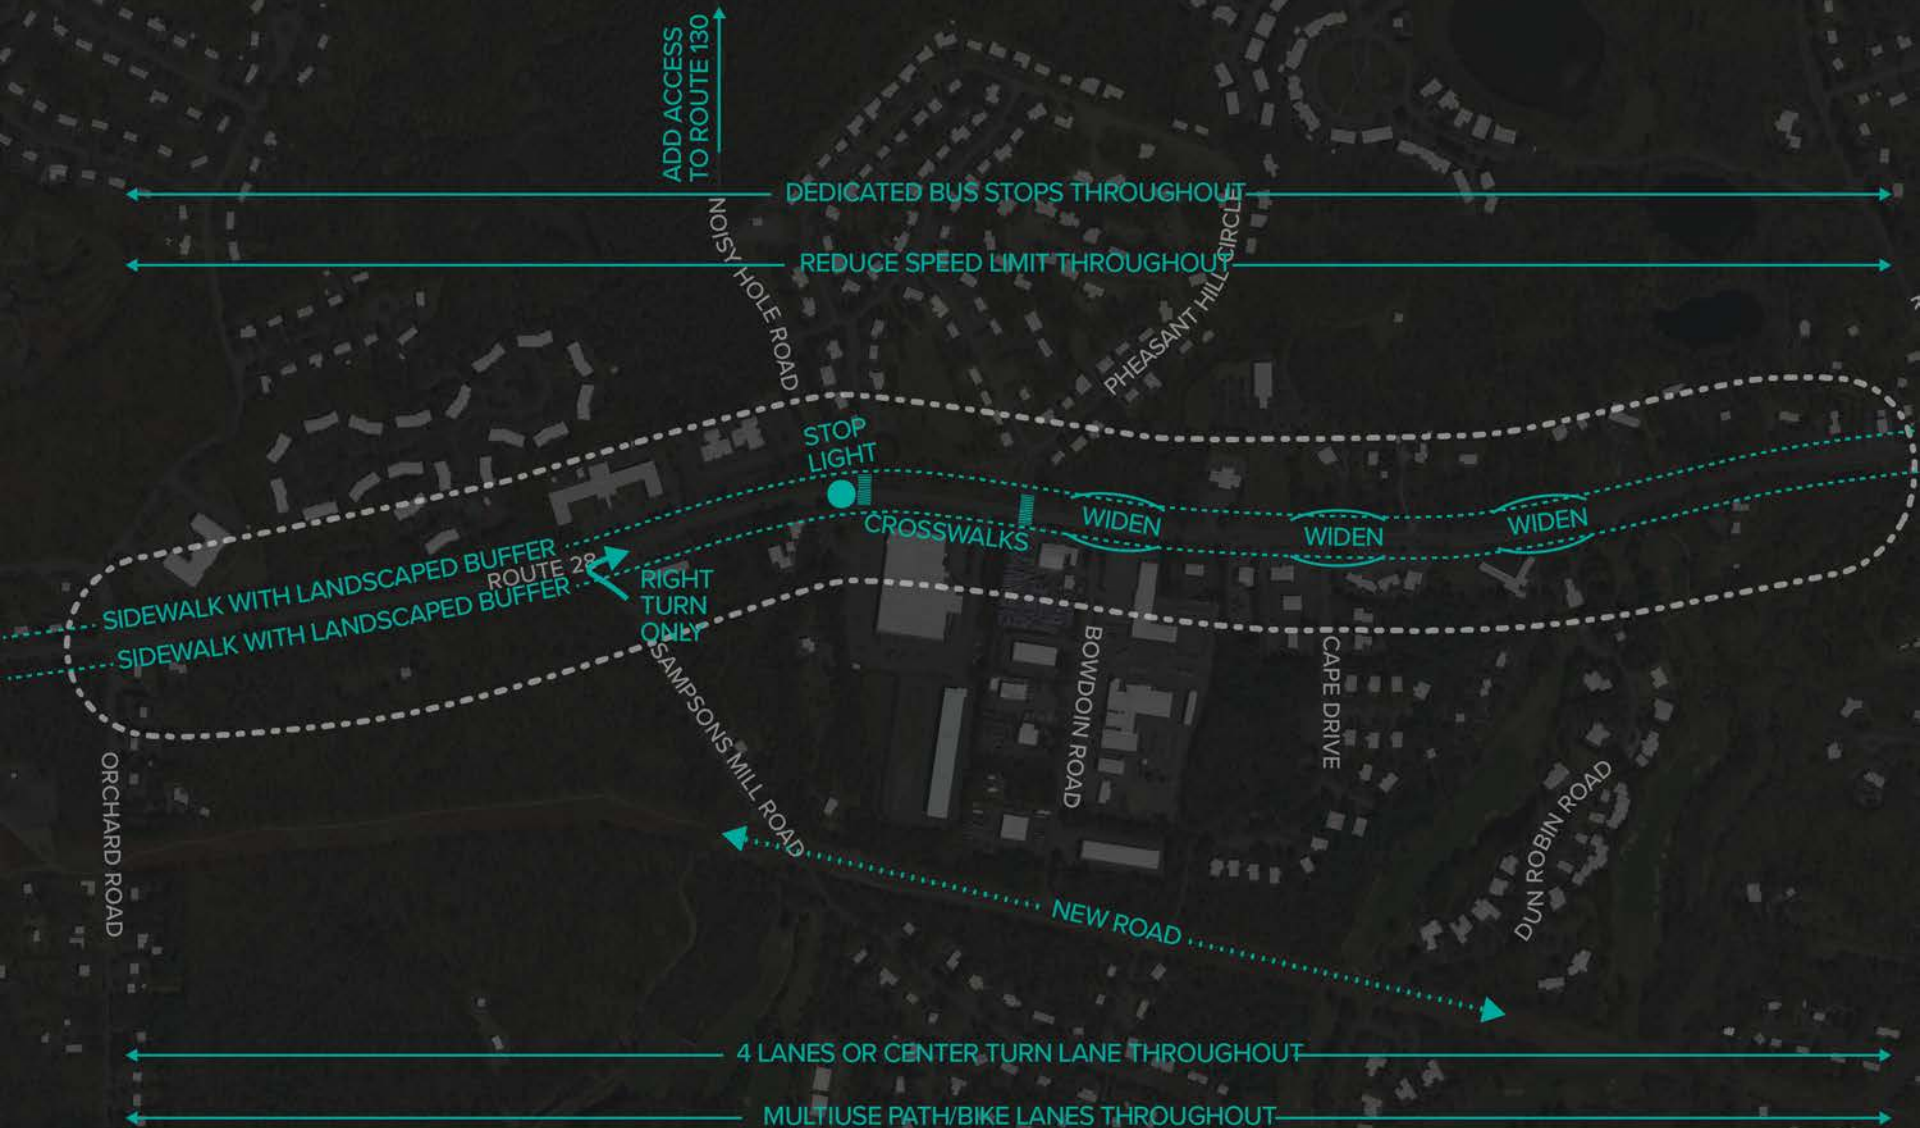 ADD ACCESS
TO ROUTE 130
DEDICATED BUS STOPS THROUGHOUT
NOISY HOLE ROAD
REDUCE SPEED LIMIT THROUGHOUT
PHEASANT HILL CIRCLE
STOP
LIGHT
CROSSWALKS
WIDEN
WIDEN
WIDEN
SIDEWALK WITH LANDSCAPED BUFFER
ROUTE 28
SIDEWALK WITH LANDSCAPED BUFFER
RIGHT
TURN
ONLY
SAMPSONS MILL ROAD
BOWDOIN ROAD
CAPE DRIVE
ORCHARD ROAD
DUN ROBIN ROAD
NEW ROAD
4 LANES OR CENTER TURN LANE THROUGHOUT
MULTIUSE PATH/BIKE LANES THROUGHOUT